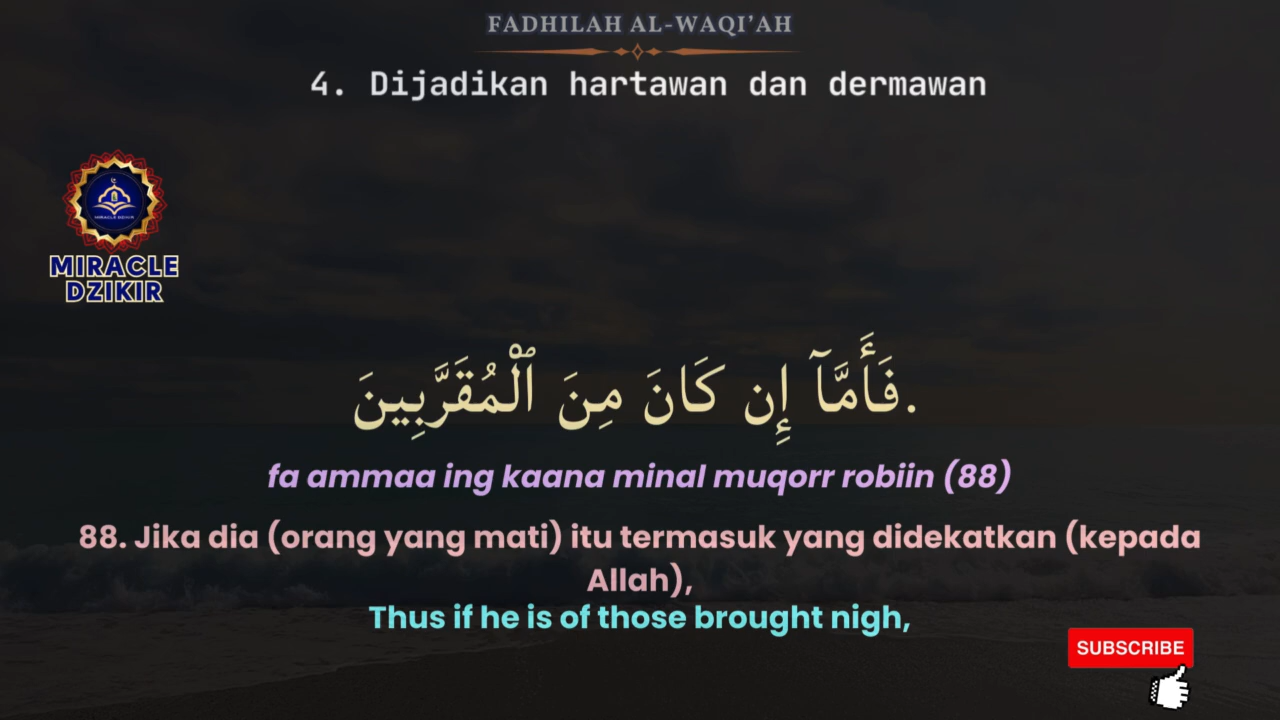 FADHILAH AL-WAQI'AH
4. Dijadikan hartawan dan dermawan
MIRACLE
DZIKIR
فَأَمَّآ إِن كَانَ مِنَ ٱلْمُقَرَّبِينَ.
fa ammaa ing kaana minal muqorr robiin (88)
88. Jika dia (orang yang mati) itu termasuk yang didekatkan (kepada
Allah),
Thus if he is of those brought nigh,
SUBSCRIBE